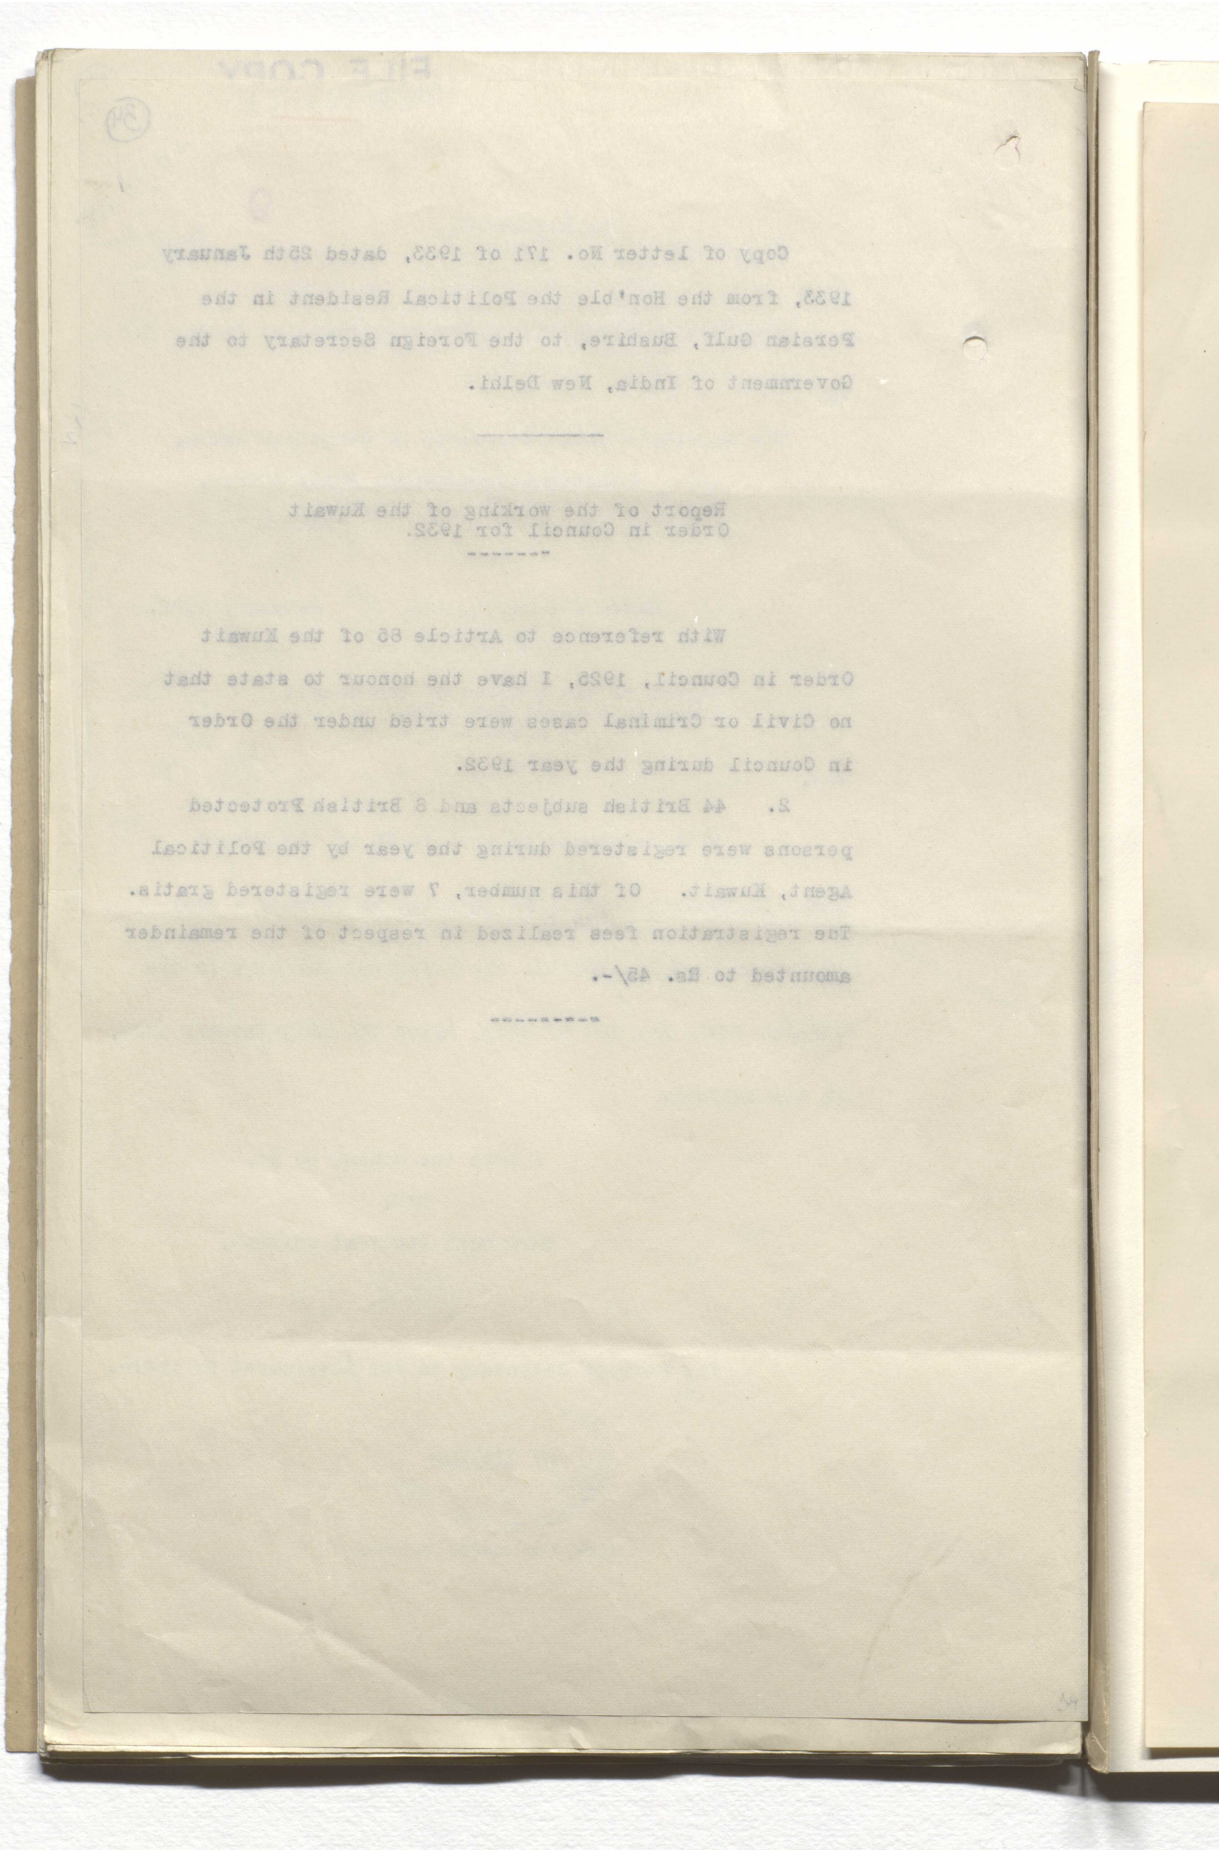 FILE COPY
34
Copy of letter No. 171 of 1933, dated 25th January
1933, from the Hon'ble the Political Resident in the
Persian Gulf, Bushire, to the Foreign Secretary to the
Government of India, New Delhi.
Report of the working of the Kuwait
Order in Council for 1932.
-------
With reference to Article 85 of the Kuwait
Order in Council, 1925, I have the honour to state that
no Civil or Criminal cases were tried under the Order
in Council during the year 1932.
2. 44 British subjects and 8 British Protected
persons were registered during the year by the Political
Agent, Kuwait. Of this number, 7 were registered gratis.
The registration fees realized in respect of the remainder
amounted to Rs. 45/-.
---------